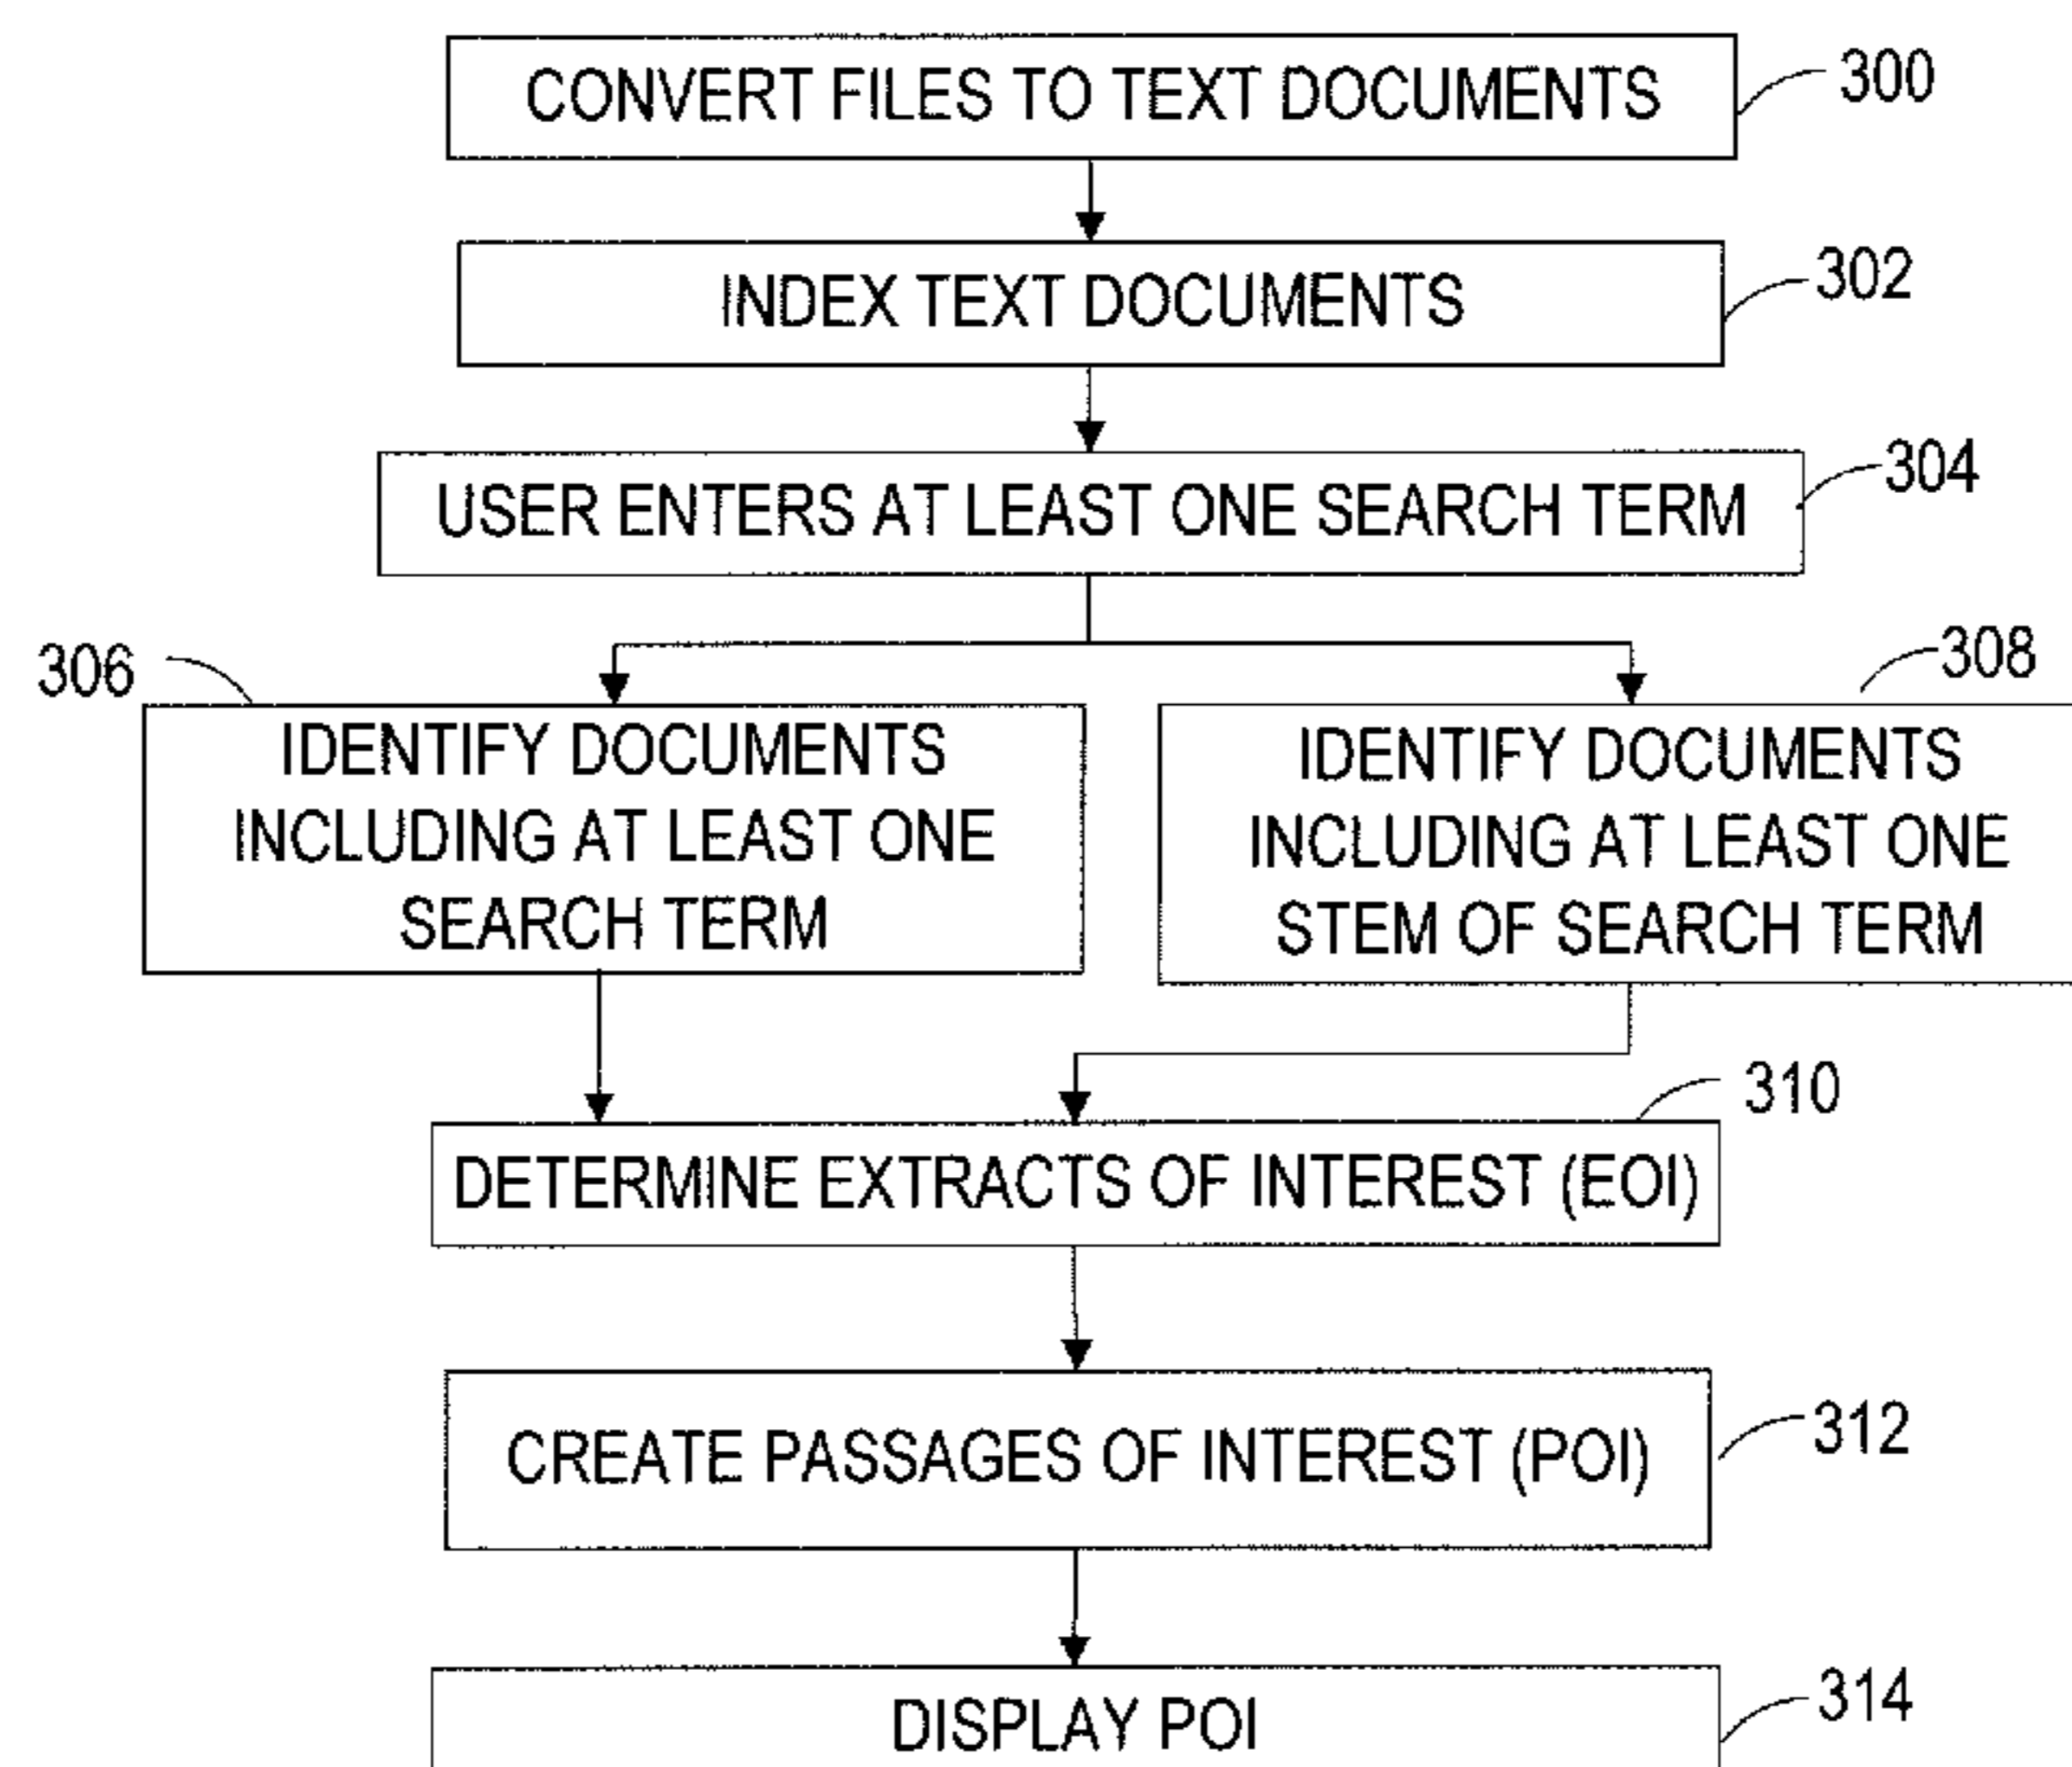 CONVERT FILES TO TEXT DOCUMENTS
300
INDEX TEXT DOCUMENTS
302
USER ENTERS AT LEAST ONE SEARCH TERM
304
306
IDENTIFY DOCUMENTS
INCLUDING AT LEAST ONE
SEARCH TERM
308
IDENTIFY DOCUMENTS
INCLUDING AT LEAST ONE
STEM OF SEARCH TERM
310
DETERMINE EXTRACTS OF INTEREST (EOI)
CREATE PASSAGES OF INTEREST (POI)
312
DISPLAY POI
314